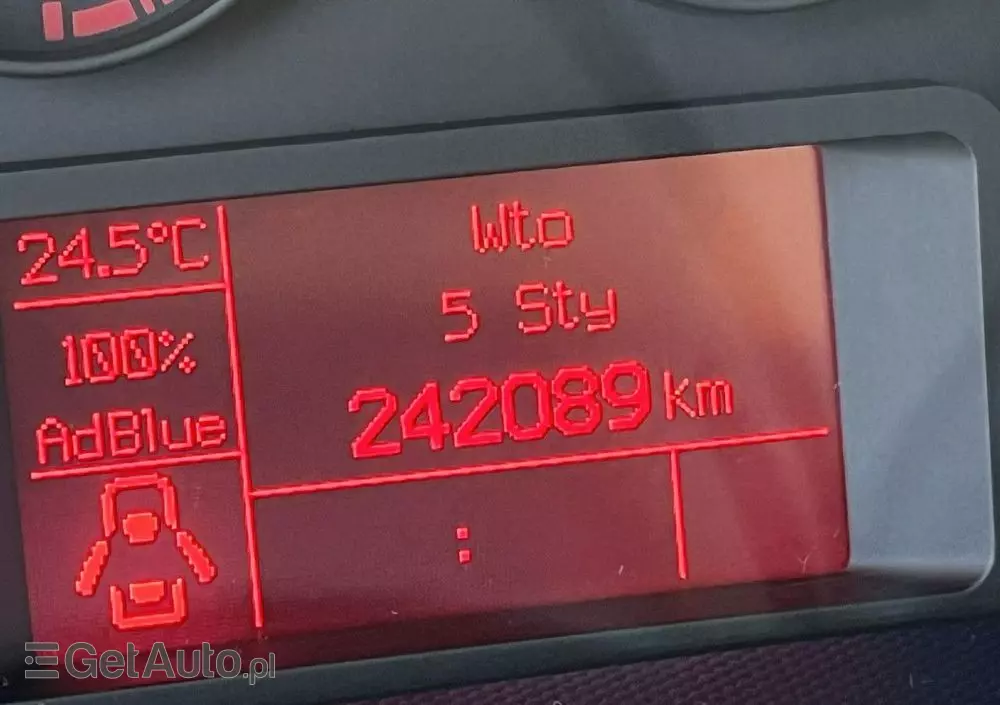 24.5°C
100%
AdBlue
Wto
5 Sty
242089 km
:
GetAuto.pl